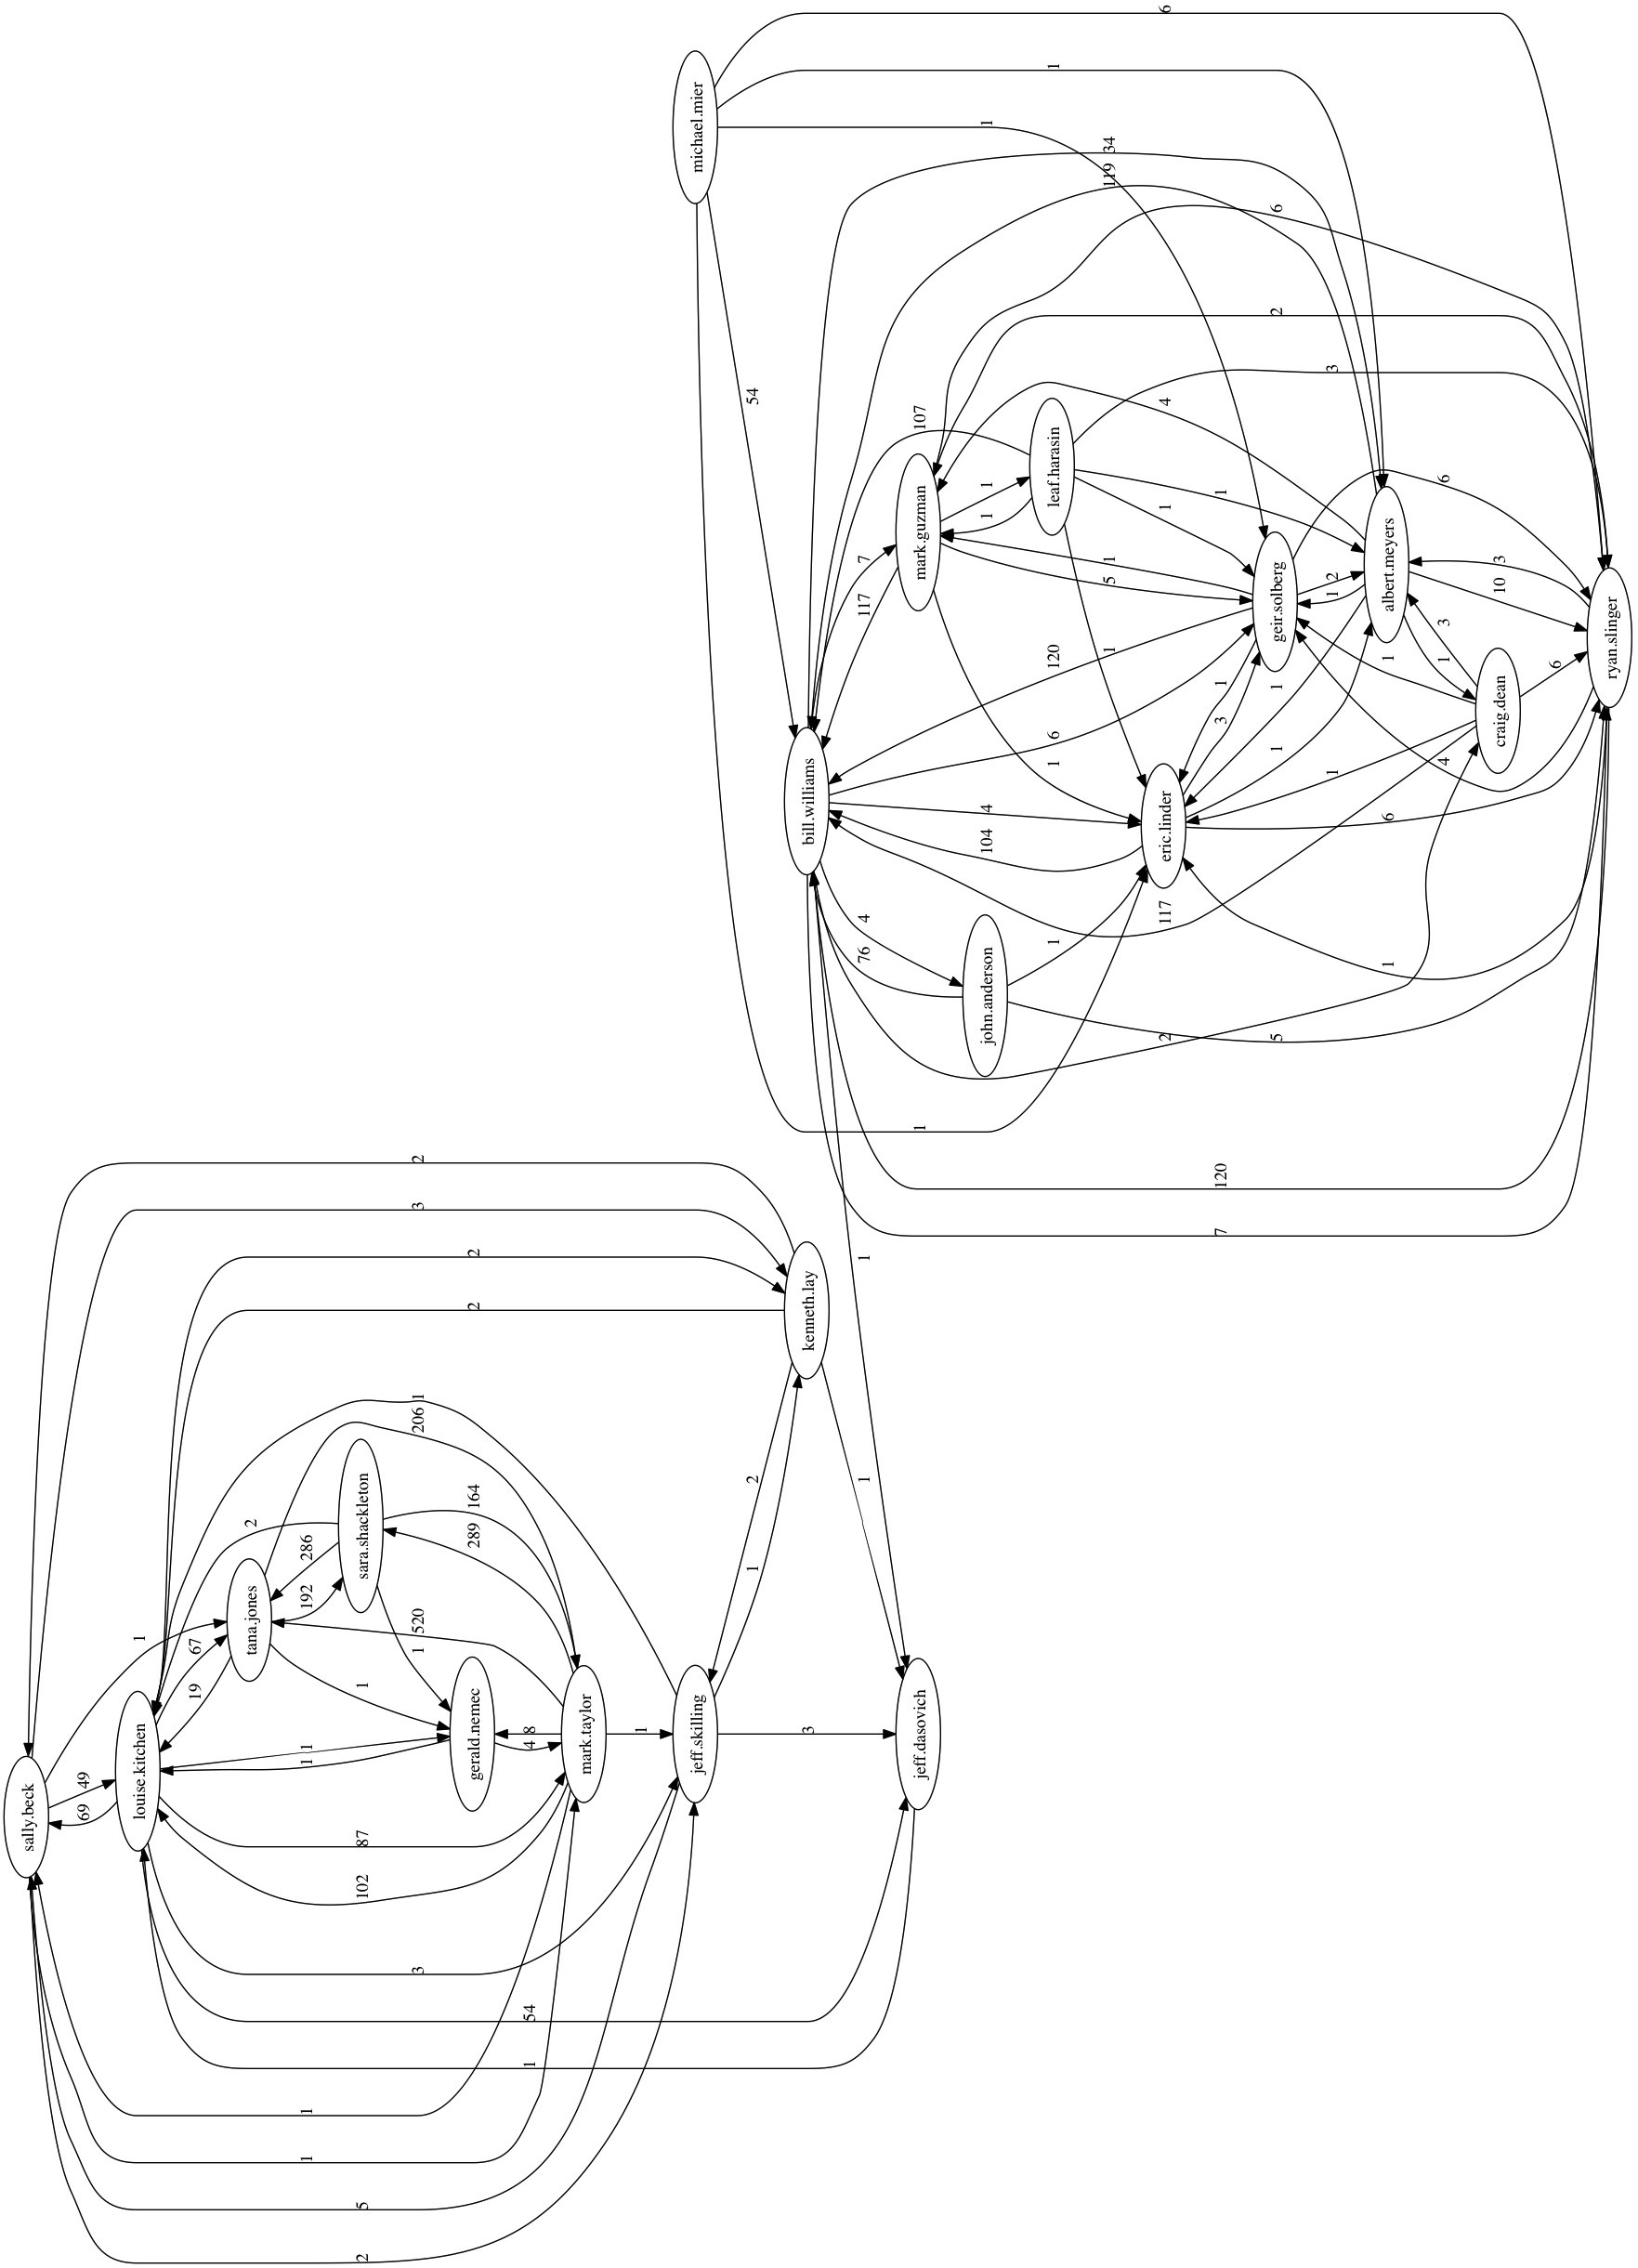 sally.beck
69 49
louise.kitchen 1
19 67
tana.jones 2
1 1 1 1 192 286
2 5 102 87 1 sara.shackleton
3 1 520 206 1 3 2
gerald.nemec 289 164 2 2
1 54 4 8
mark.taylor
1
jeff.skilling michael.mier
1 2 54
3 kenneth.lay bill.williams
1 1 76 4 117 7
jeff.dasovich 1 mark.guzman 107
john.anderson 104 4 1 1 1
1 1 6 120 leaf.harasin 1
1 5 1 119 34
2 117 eric.linder 1 4 6
7 120 3 1 1
5 1 1 geir.solberg 2 6
1 1 2 3
1 6 1 albert.meyers
4 1 3 6
craig.dean 10 3
6
ryan.slinger